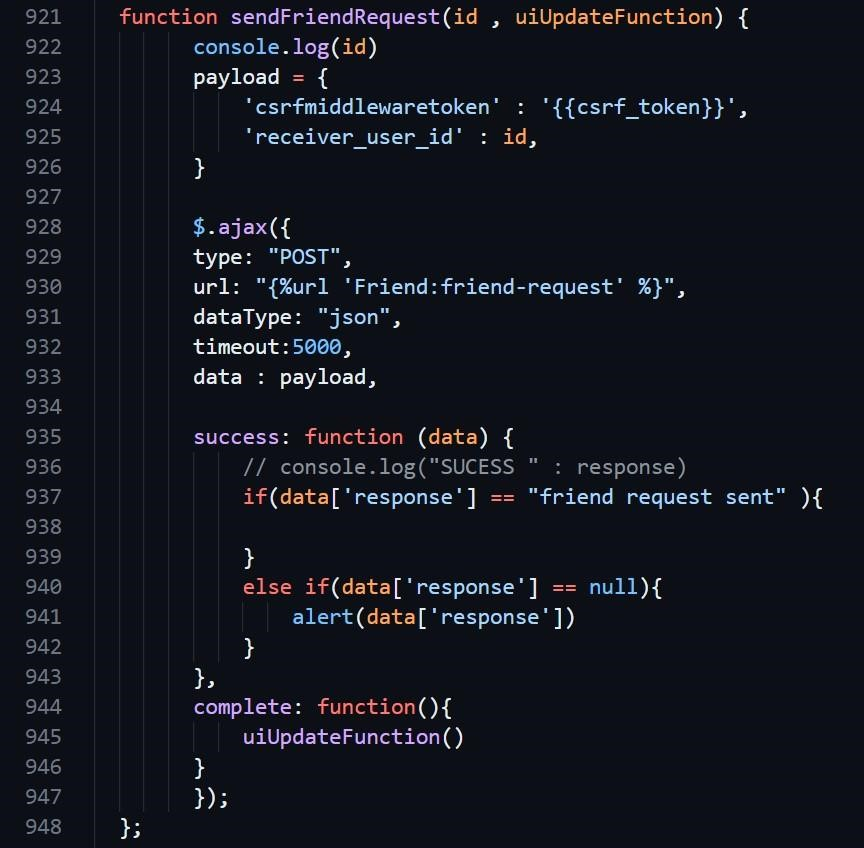 921 function sendFriendRequest(id , uiUpdateFunction) {
922 console.log(id)
923 payload = {
924 'csrfmiddlewaretoken' : '{{csrf_token}}',
925 'receiver_user_id' : id,
926 }
927
928 $.ajax({
929 type: "POST",
930 url: "{%url 'Friend:friend-request' %}",
931 dataType: "json",
932 timeout:5000,
933 data : payload,
934
935 success: function (data) {
936 // console.log("SUCESS " : response)
937 if(data['response'] == "friend request sent" ){
938
939 }
940 else if(data['response'] == null){
941 alert(data['response'])
942 }
943 },
944 complete: function(){
945 uiUpdateFunction()
946 }
947 });
948 };